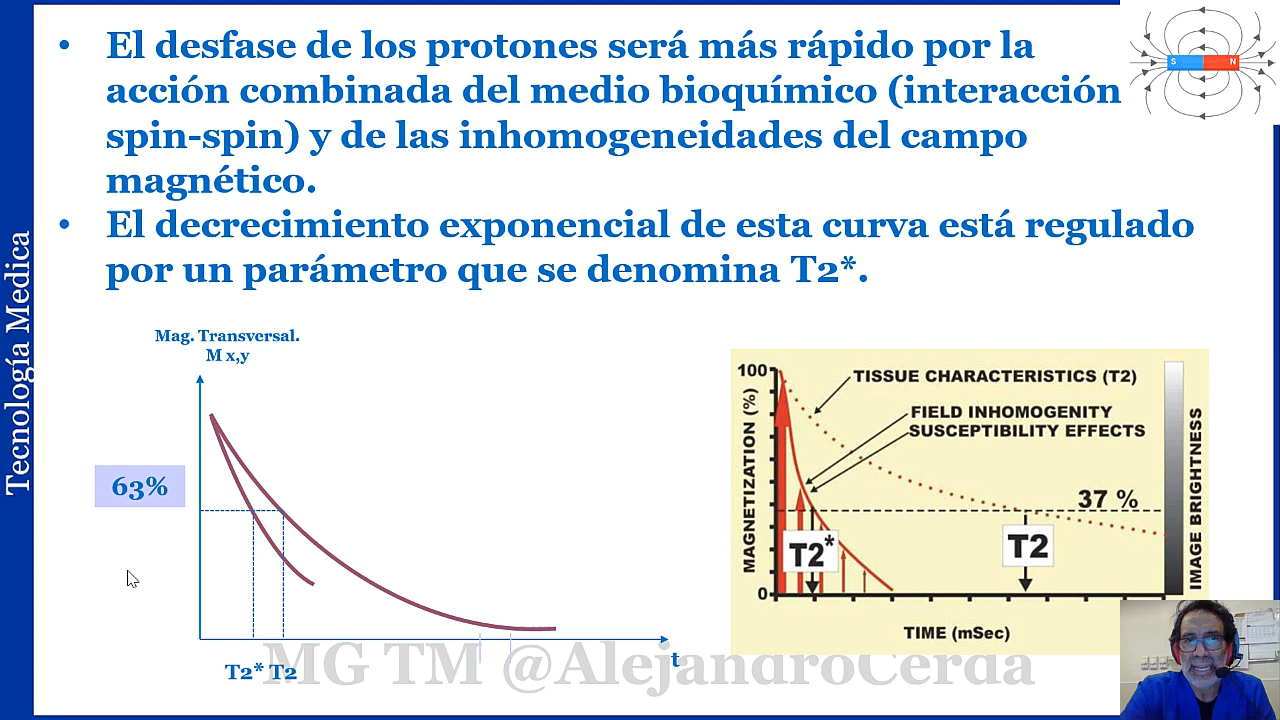 S
N
• El desfase de los protones será más rápido por la
acción combinada del medio bioquímico (interacción
spin-spin) y de las inhomogeneidades del campo
magnético.
• El decrecimiento exponencial de esta curva está regulado
por un parámetro que se denomina T2*.
Tecnología Medica
Mag. Transversal.
M x,y
63%
T2* T2
t
100
TISSUE CHARACTERISTICS (T2)
FIELD INHOMOGENITY
SUSCEPTIBILITY EFFECTS
MAGNETIZATION (%)
37 %
T2*
T2
0
TIME (mSec)
IMAGE BRIGHTNESS
MG TM @AlejandroCerda